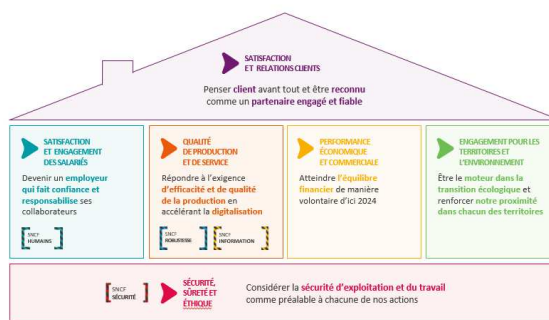 SATISFACTION
ET RELATIONS CLIENTS
Penser client avant tout et être reconnu
comme un partenaire engagé et fiable
SATISFACTION
ET ENGAGEMENT
DES SALARIÉS
Devenir un employeur
qui fait confiance et
responsabilise ses
collaborateurs
SNCF
HUMAINS
QUALITÉ
DE PRODUCTION
ET DE SERVICE
Répondre à l'exigence
d'efficacité et de qualité
de la production en
accélérant la digitalisation
SNCF
ROBUSTESSE
SNCF
INFORMATION
PERFORMANCE
ÉCONOMIQUE
ET COMMERCIALE
Atteindre l'équilibre
financier de manière
volontaire d'ici 2024
ENGAGEMENT POUR LES
TERRITOIRES ET
L'ENVIRONNEMENT
Être le moteur dans la
transition écologique et
renforcer notre proximité
dans chacun des territoires
SNCF
SÉCURITÉ
SÉCURITÉ,
SÛRETÉ ET
ÉTHIQUE
Considérer la sécurité d'exploitation et du travail
comme préalable à chacune de nos actions